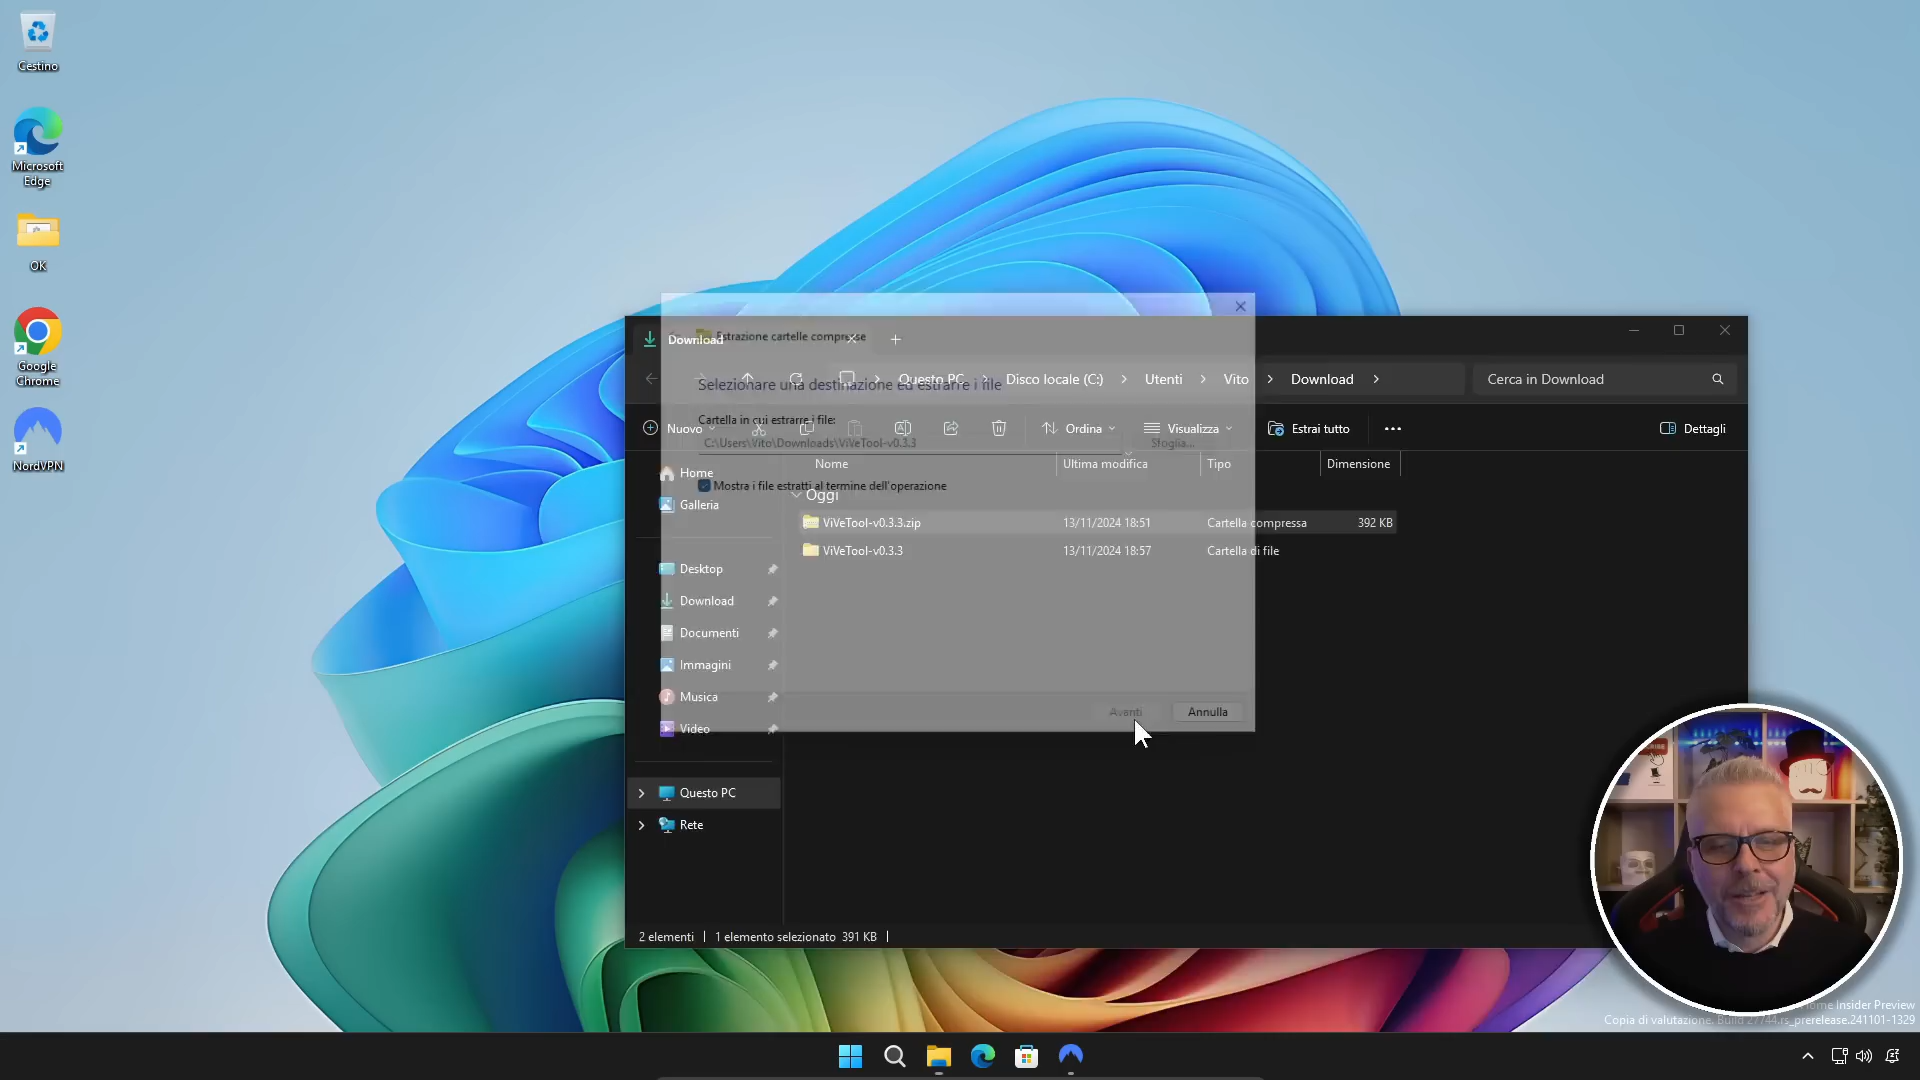 Cestino
Microsoft
Edge
OK
Google
Chrome
NordVPN
Download
Estrazione cartelle compresse
Selezionare una destinazione ed estrarre i file
Questo PC
Disco locale (C:)
Utenti
Vito
Download
Cerca in Download
Cartella in cui estrarre i file:
Nuovo
Ordina
Visualizza
Estrai tutto
Dettagli
C:\Users\Vito\Downloads\ViVeTool-v0.3.3
Sfoglia...
Nome
Ultima modifica
Tipo
Dimensione
Home
Mostra i file estratti al termine dell'operazione
Oggi
Galleria
ViVeTool-v0.3.3.zip
13/11/2024 18:51
Cartella compressa
392 KB
ViVeTool-v0.3.3
13/11/2024 18:57
Cartella di file
Desktop
Download
Documenti
Immagini
Musica
Video
Avanti
Annulla
Questo PC
Rete
2 elementi
1 elemento selezionato 391 KB
Insider Preview
Copia di valutazione. Build 27744.rs_prerelease.241101-1329